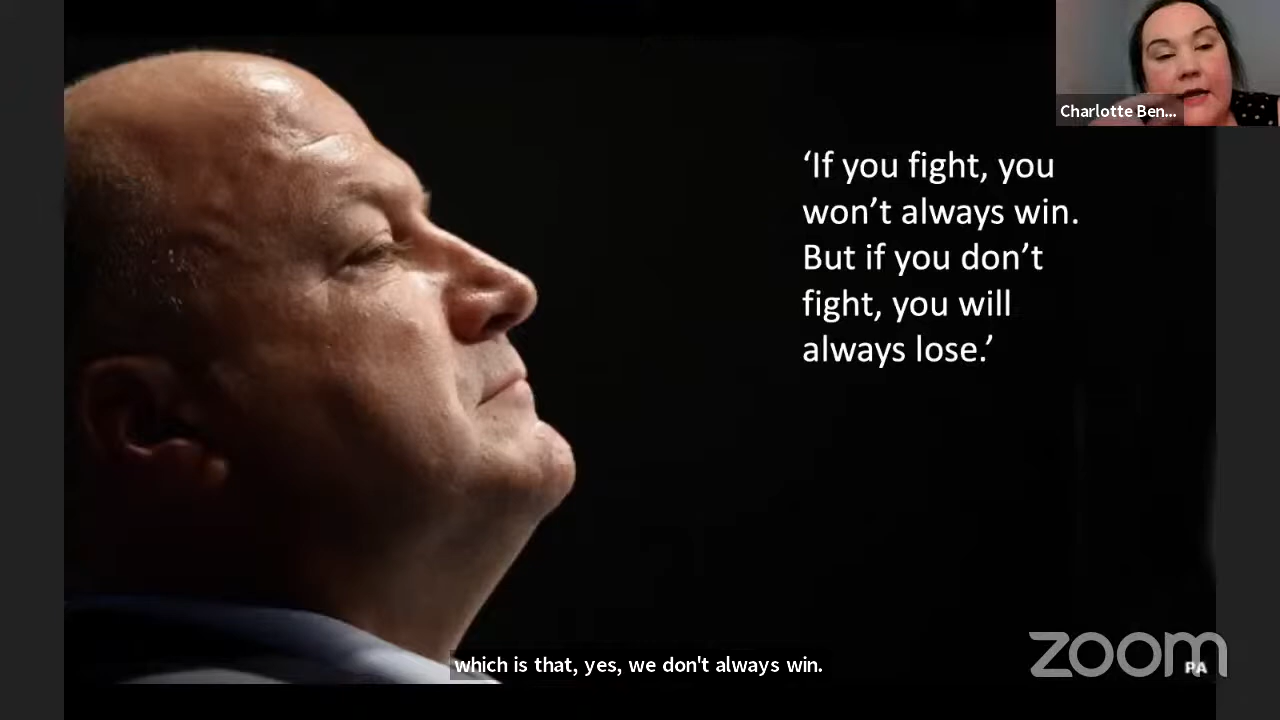 Charlotte Ben...
‘If you fight, you
won’t always win.
But if you don’t
fight, you will
always lose.’
which is that, yes, we don't always win.
zoom
PA